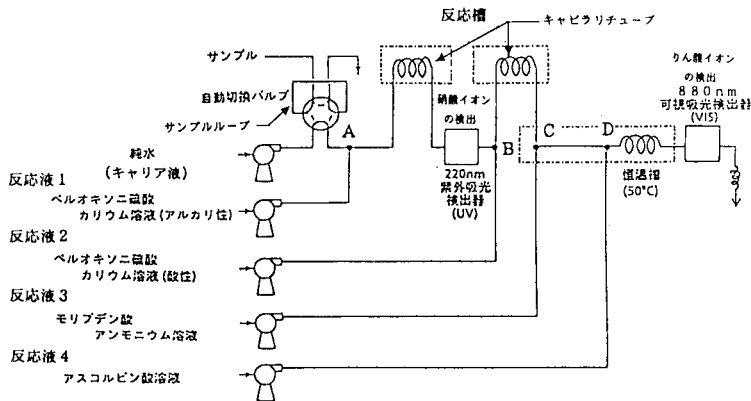 反応槽
キャピラリチューブ
サンプル
自動切換バルブ
サンプルループ
A
硝酸イオン
の検出
りん酸イオン
の検出
880nm
可視吸光検出器
(VIS)
B
C
D
純水
(キャリア液)
220nm
紫外吸光
検出器
(UV)
恒温槽
(50°C)
反応液1
ペルオキソニ硫酸
カリウム溶液(アルカリ性)
反応液2
ペルオキソニ硫酸
カリウム溶液(酸性)
反応液3
モリブデン酸
アンモニウム溶液
反応液4
アスコルビン酸溶液